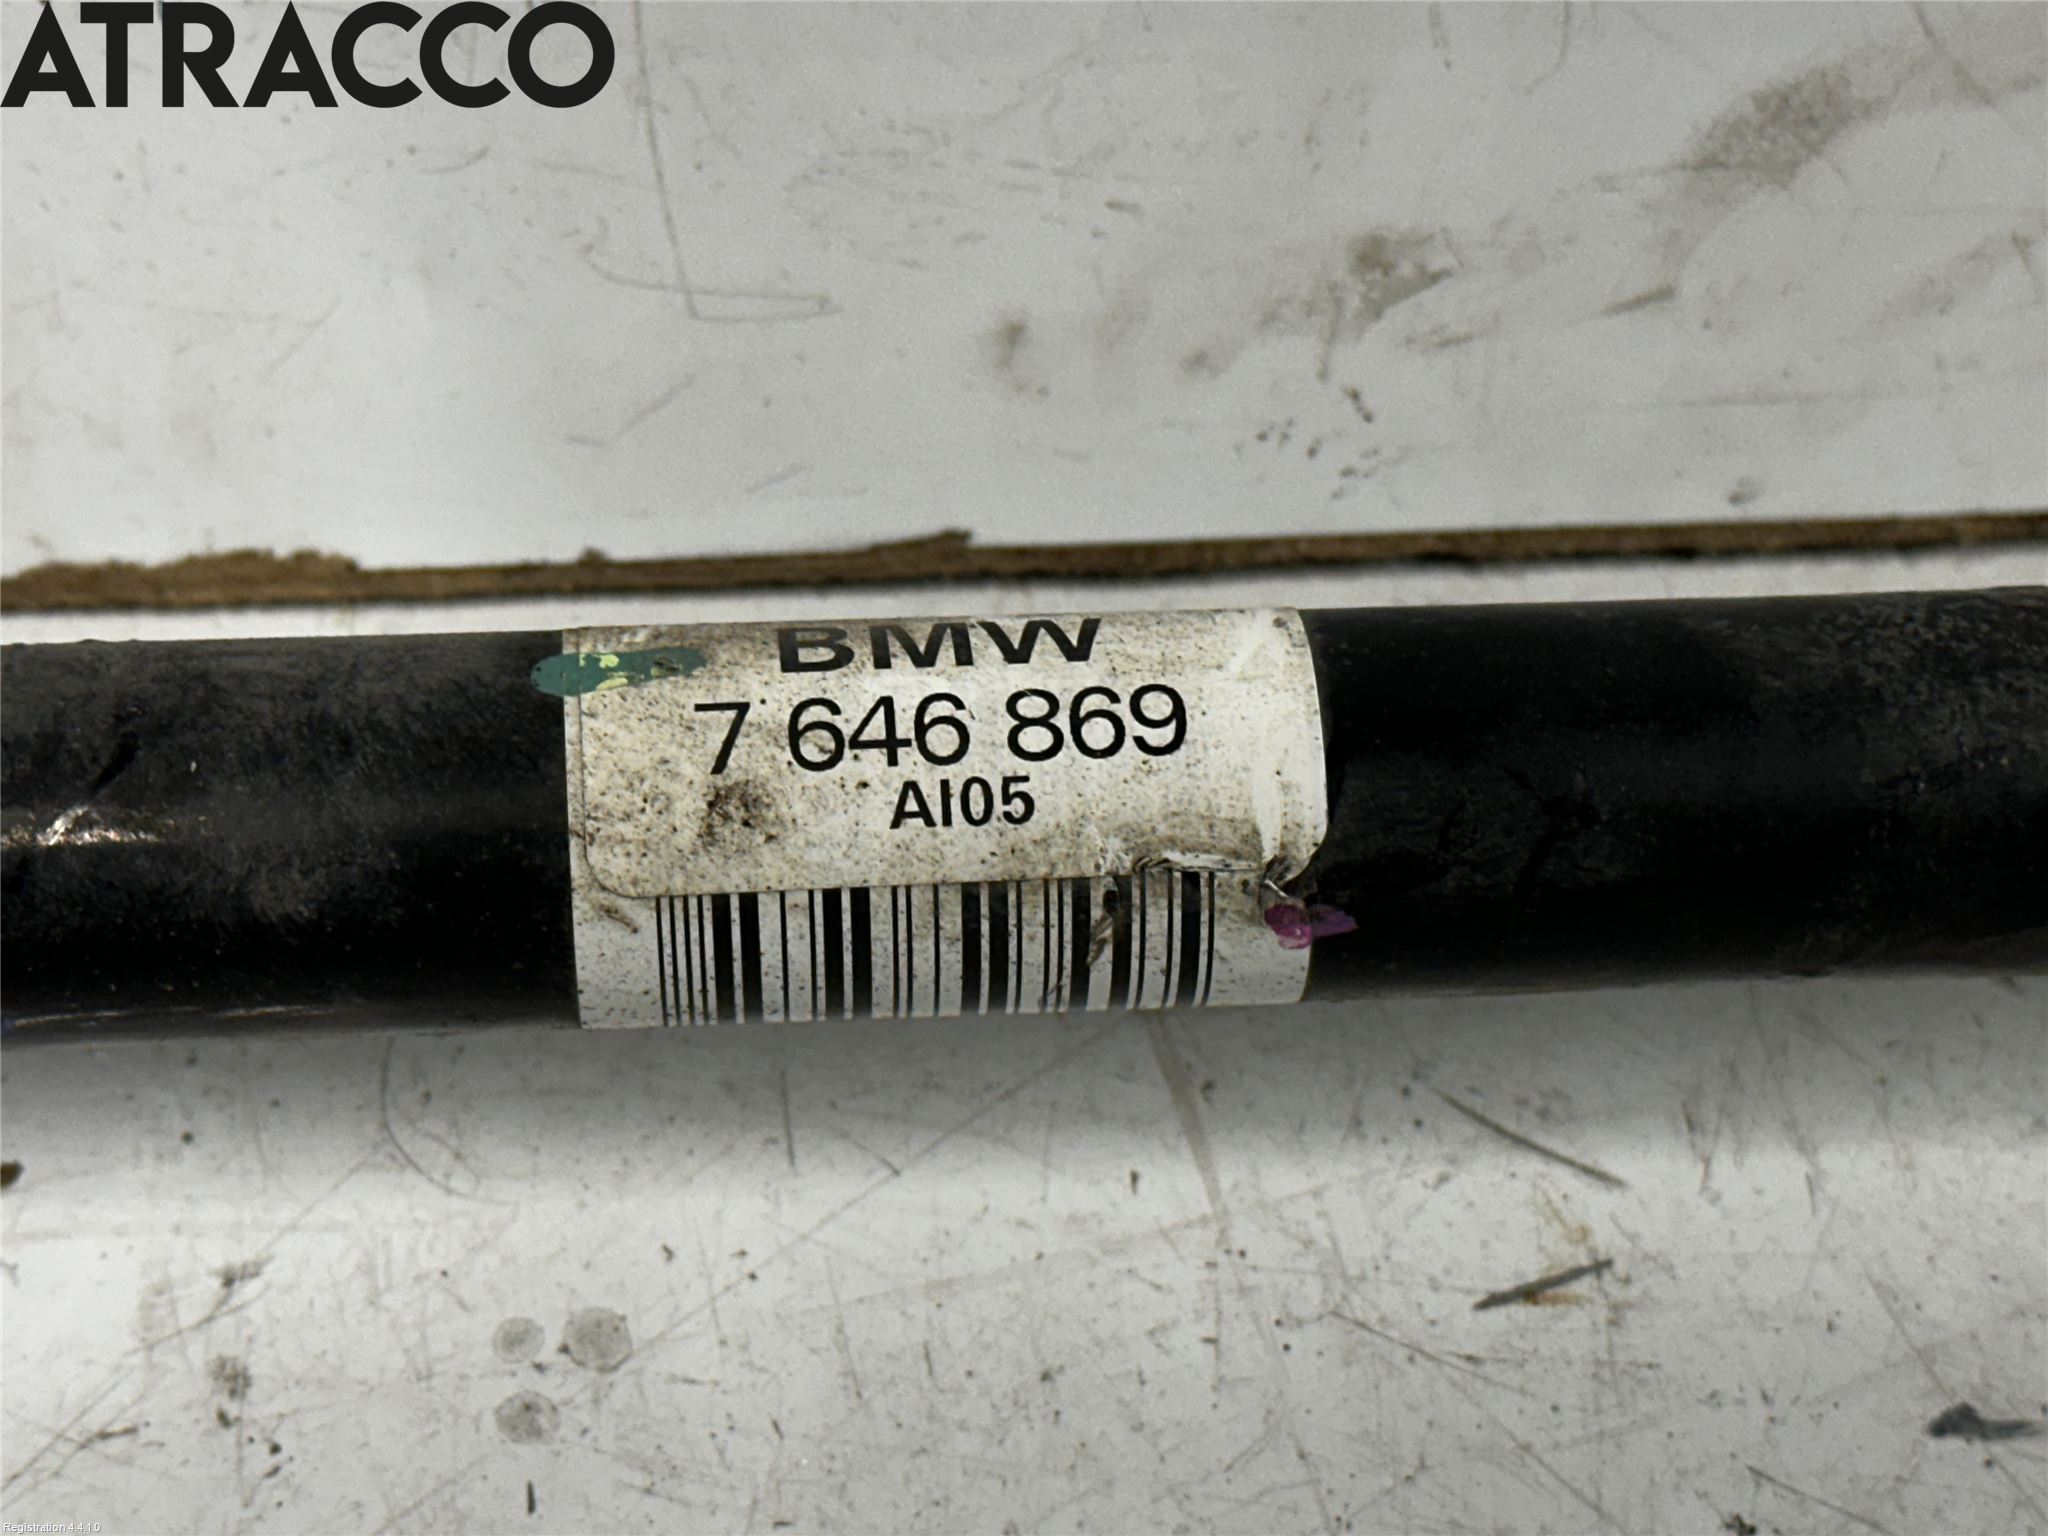 ATRACCO
BMW
7 646 869
AI05
Registration 4.4.1.0